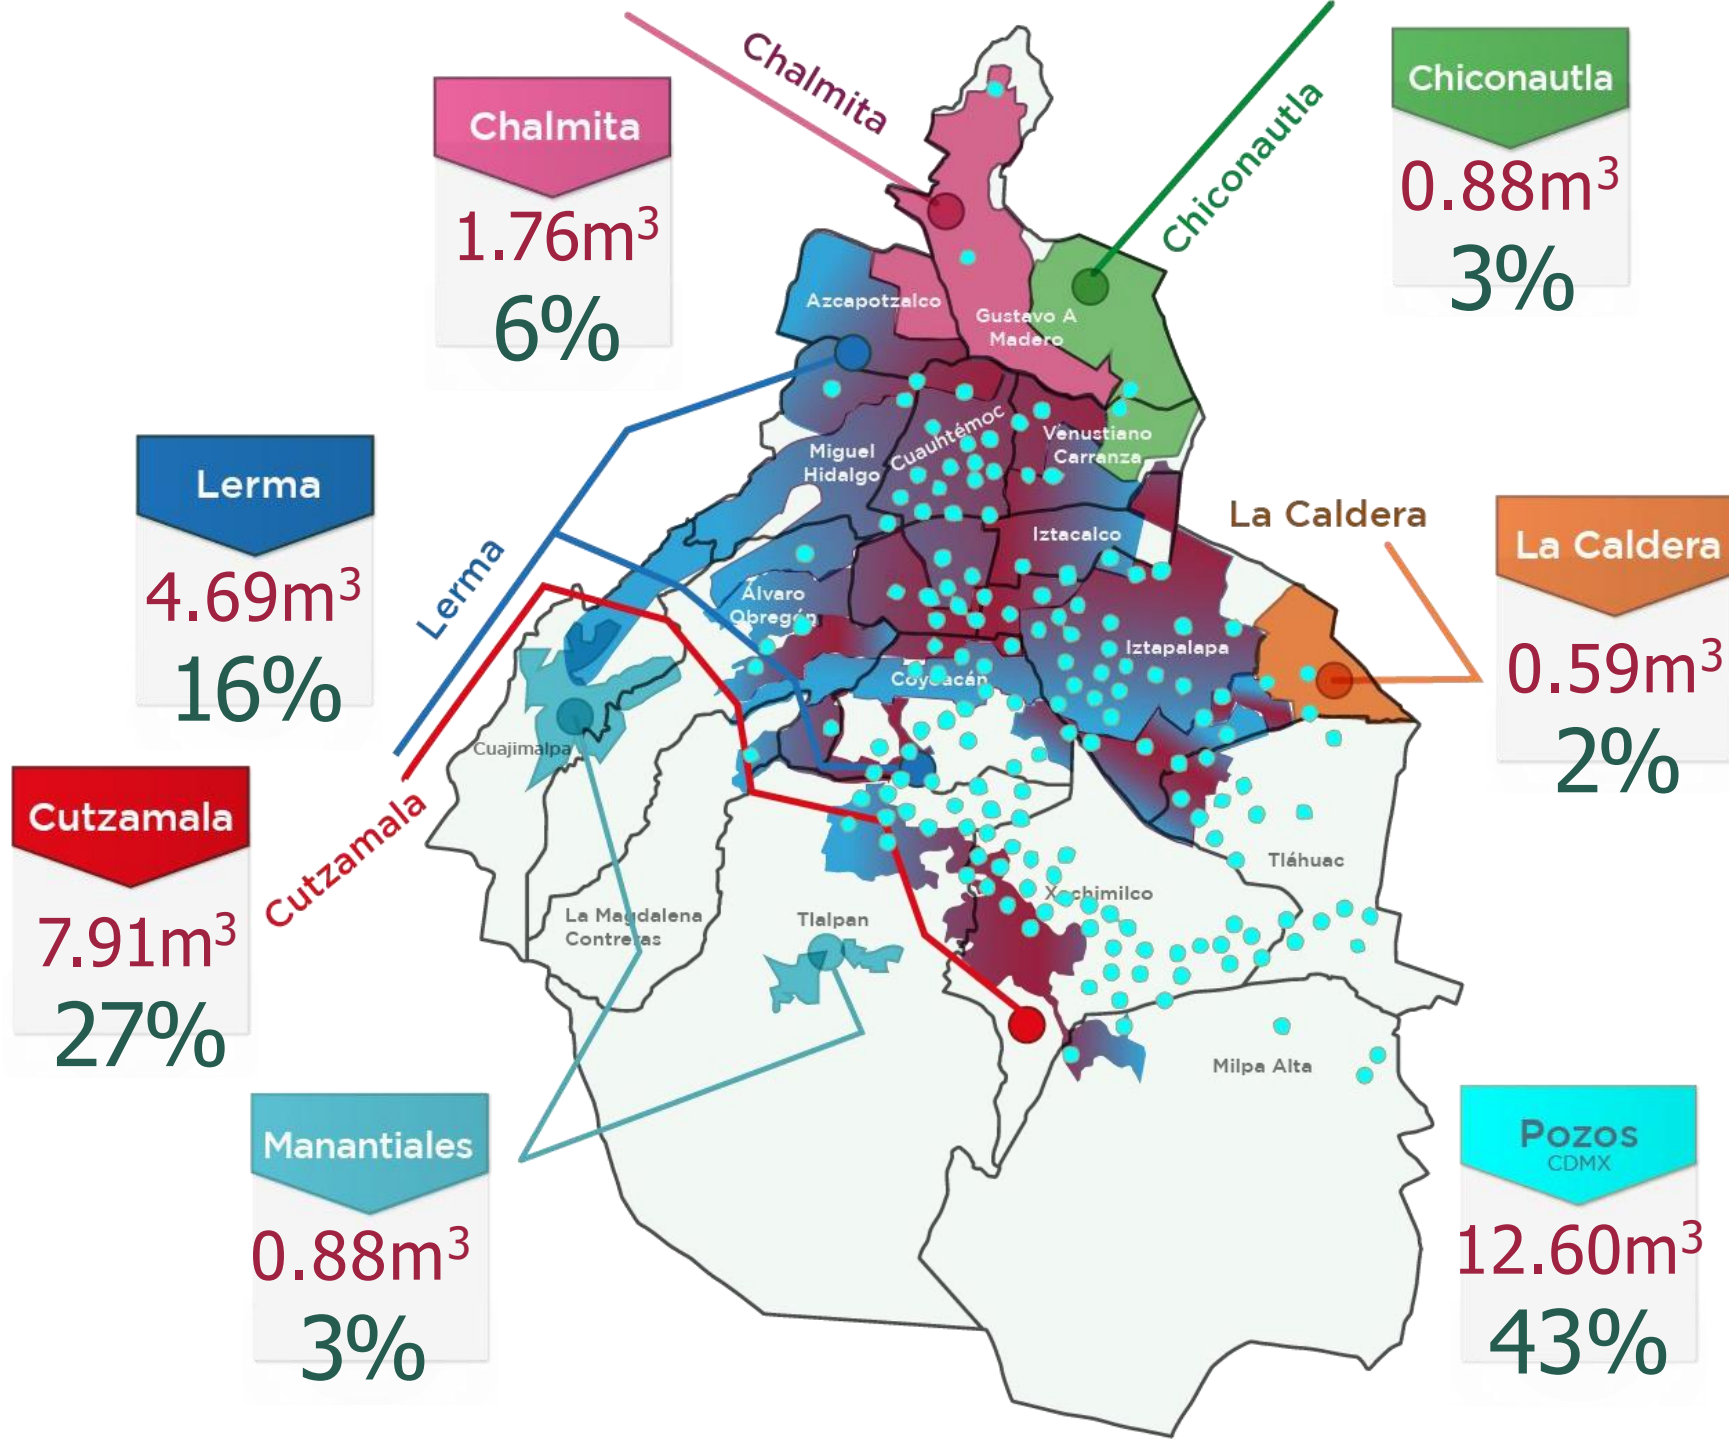 Chalmita
1.76m³
6%
Chalmita
Chiconautla
Chiconautla
0.88m³
3%
Azcapotzalco
Gustavo A
Madero
Lerma
4.69m³
16%
Lerma
Miguel
Hidalgo
Cuauhtémoc
Venustiano
Carranza
Iztacalco
La Caldera
La Caldera
0.59m³
2%
Álvaro
Obregón
Iztapalapa
Coyoacán
Cuajimalpa
Cutzamala
7.91m³
27%
Cutzamala
La Magdalena
Contreras
Tlalpan
Xochimilco
Tláhuac
Milpa Alta
Manantiales
0.88m³
3%
Pozos
CDMX
12.60m³
43%